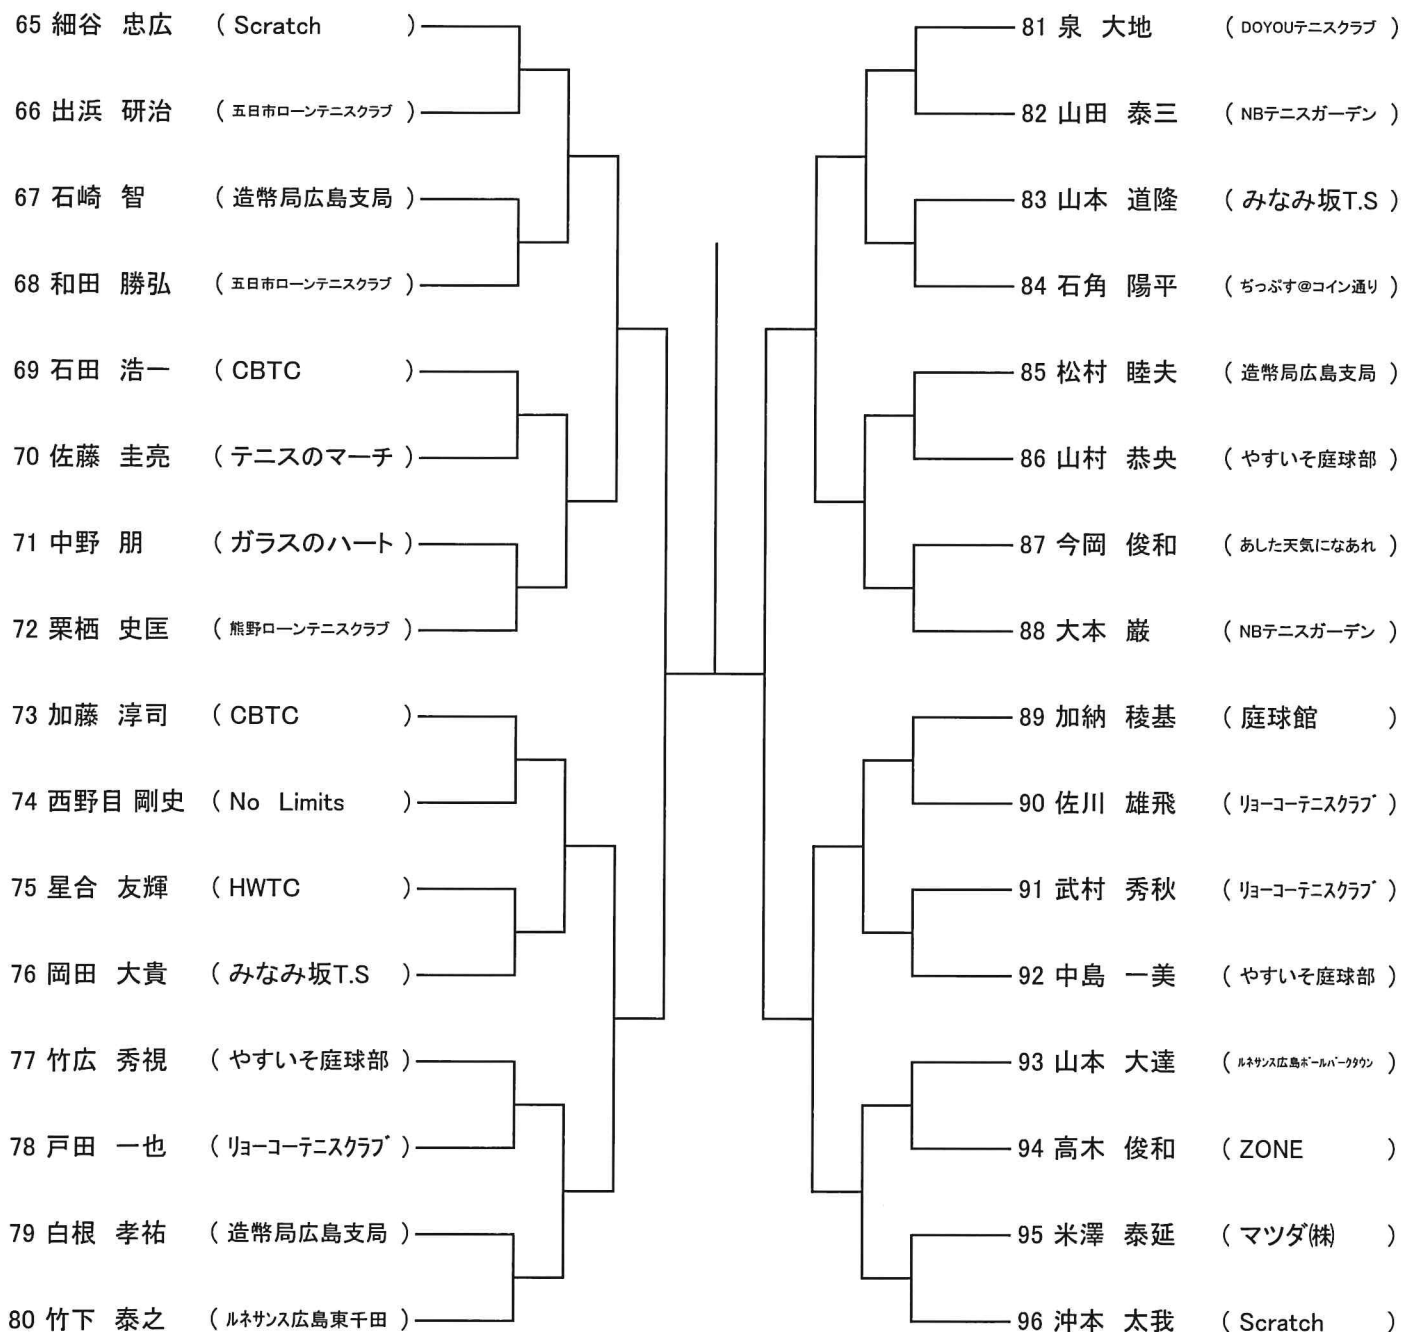 65 細谷 忠広 ( Scratch )
66 出浜 研治 ( 五日市ローンテニスクラブ )
67 石崎 智 ( 造幣局広島支局 )
68 和田 勝弘 ( 五日市ローンテニスクラブ )
69 石田 浩一 ( CBTC )
70 佐藤 圭亮 ( テニスのマーチ )
71 中野 朋 ( ガラスのハート )
72 栗栖 史匡 ( 熊野ローンテニスクラブ )
73 加藤 淳司 ( CBTC )
74 西野目 剛史 ( No Limits )
75 星合 友輝 ( HWTC )
76 岡田 大貴 ( みなみ坂T.S )
77 竹広 秀視 ( やすいそ庭球部 )
78 戸田 一也 ( ﾘｮｰｺｰﾃﾆｽｸﾗﾌﾞ )
79 白根 孝祐 ( 造幣局広島支局 )
80 竹下 泰之 ( ﾙﾈｻﾝｽ広島東千田 )
81 泉 大地 ( DOYOUテニスクラブ )
82 山田 泰三 ( NBテニスガーデン )
83 山本 道隆 ( みなみ坂T.S )
84 石角 陽平 ( ぢっぷす@コイン通り )
85 松村 睦夫 ( 造幣局広島支局 )
86 山村 恭央 ( やすいそ庭球部 )
87 今岡 俊和 ( あした天気になあれ )
88 大本 巌 ( NBテニスガーデン )
89 加納 稜基 ( 庭球館 )
90 佐川 雄飛 ( ﾘｮｰｺｰﾃﾆｽｸﾗﾌﾞ )
91 武村 秀秋 ( ﾘｮｰｺｰﾃﾆｽｸﾗﾌﾞ )
92 中島 一美 ( やすいそ庭球部 )
93 山本 大達 ( ﾙﾈｻﾝｽ広島ﾎﾞｰﾙﾊﾟｰｸﾀｳﾝ )
94 高木 俊和 ( ZONE )
95 米澤 泰延 ( マツダ㈱ )
96 沖本 太我 ( Scratch )